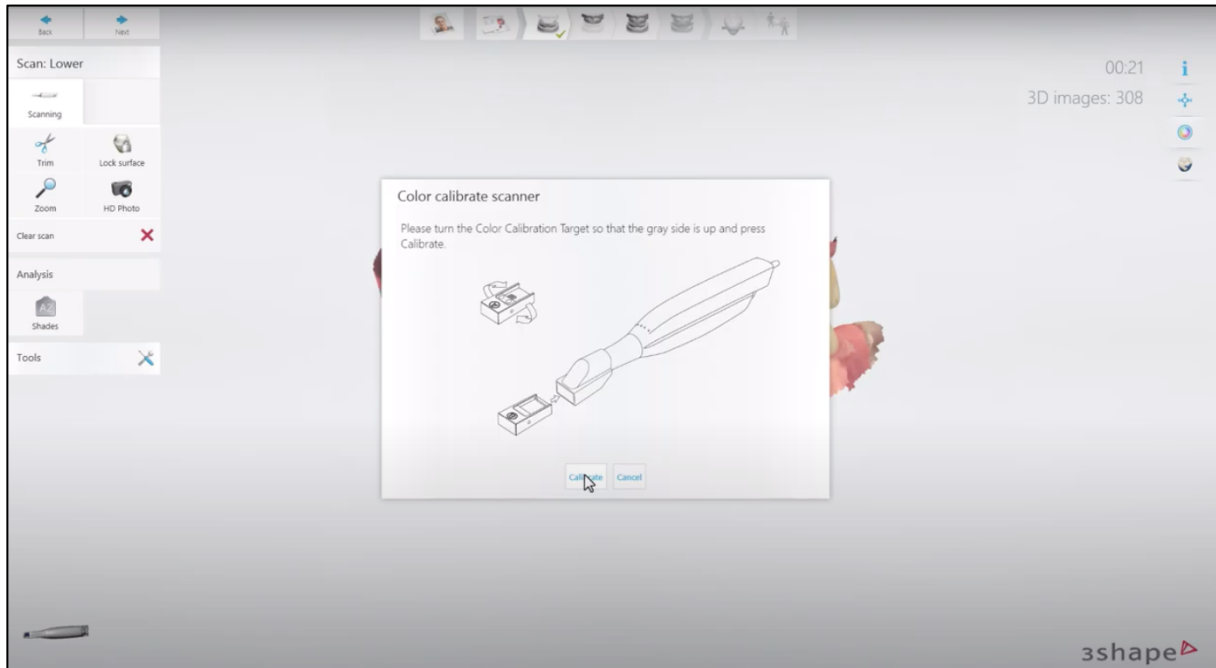 Back
Next
Scan: Lower
Scanning
Trim
Lock surface
Zoom
HD Photo
Clear scan
Analysis
A2
Shades
Tools
00:21
3D images: 308
i
Color calibrate scanner
Please turn the Color Calibration Target so that the gray side is up and press
Calibrate.
Calibrate
Cancel
3shape